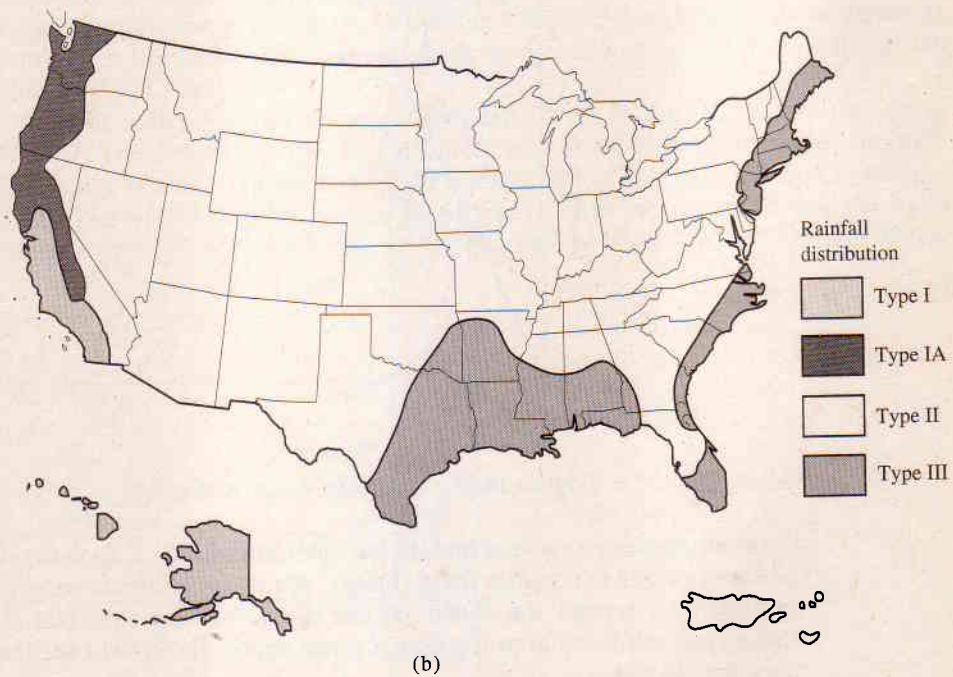 Rainfall
distribution
Type I
Type IA
Type II
Type III
(b)